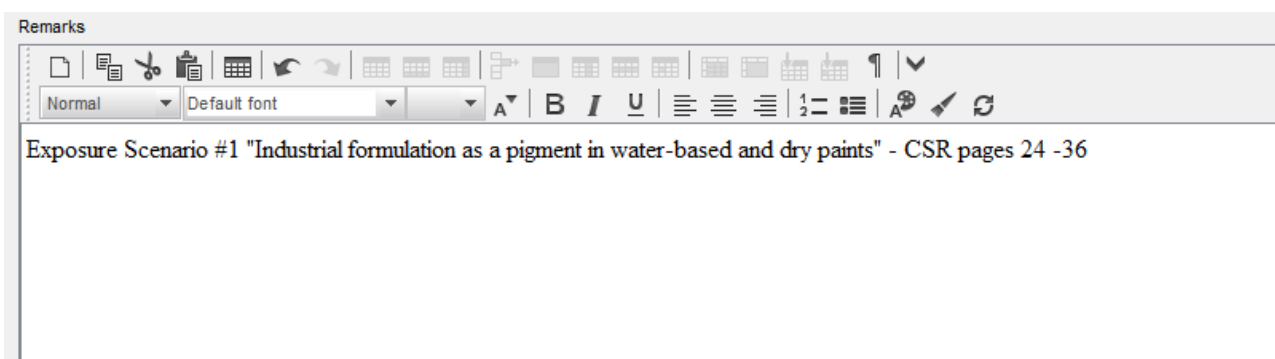 Remarks
Normal Default font
Exposure Scenario #1 "Industrial formulation as a pigment in water-based and dry paints" - CSR pages 24 -36